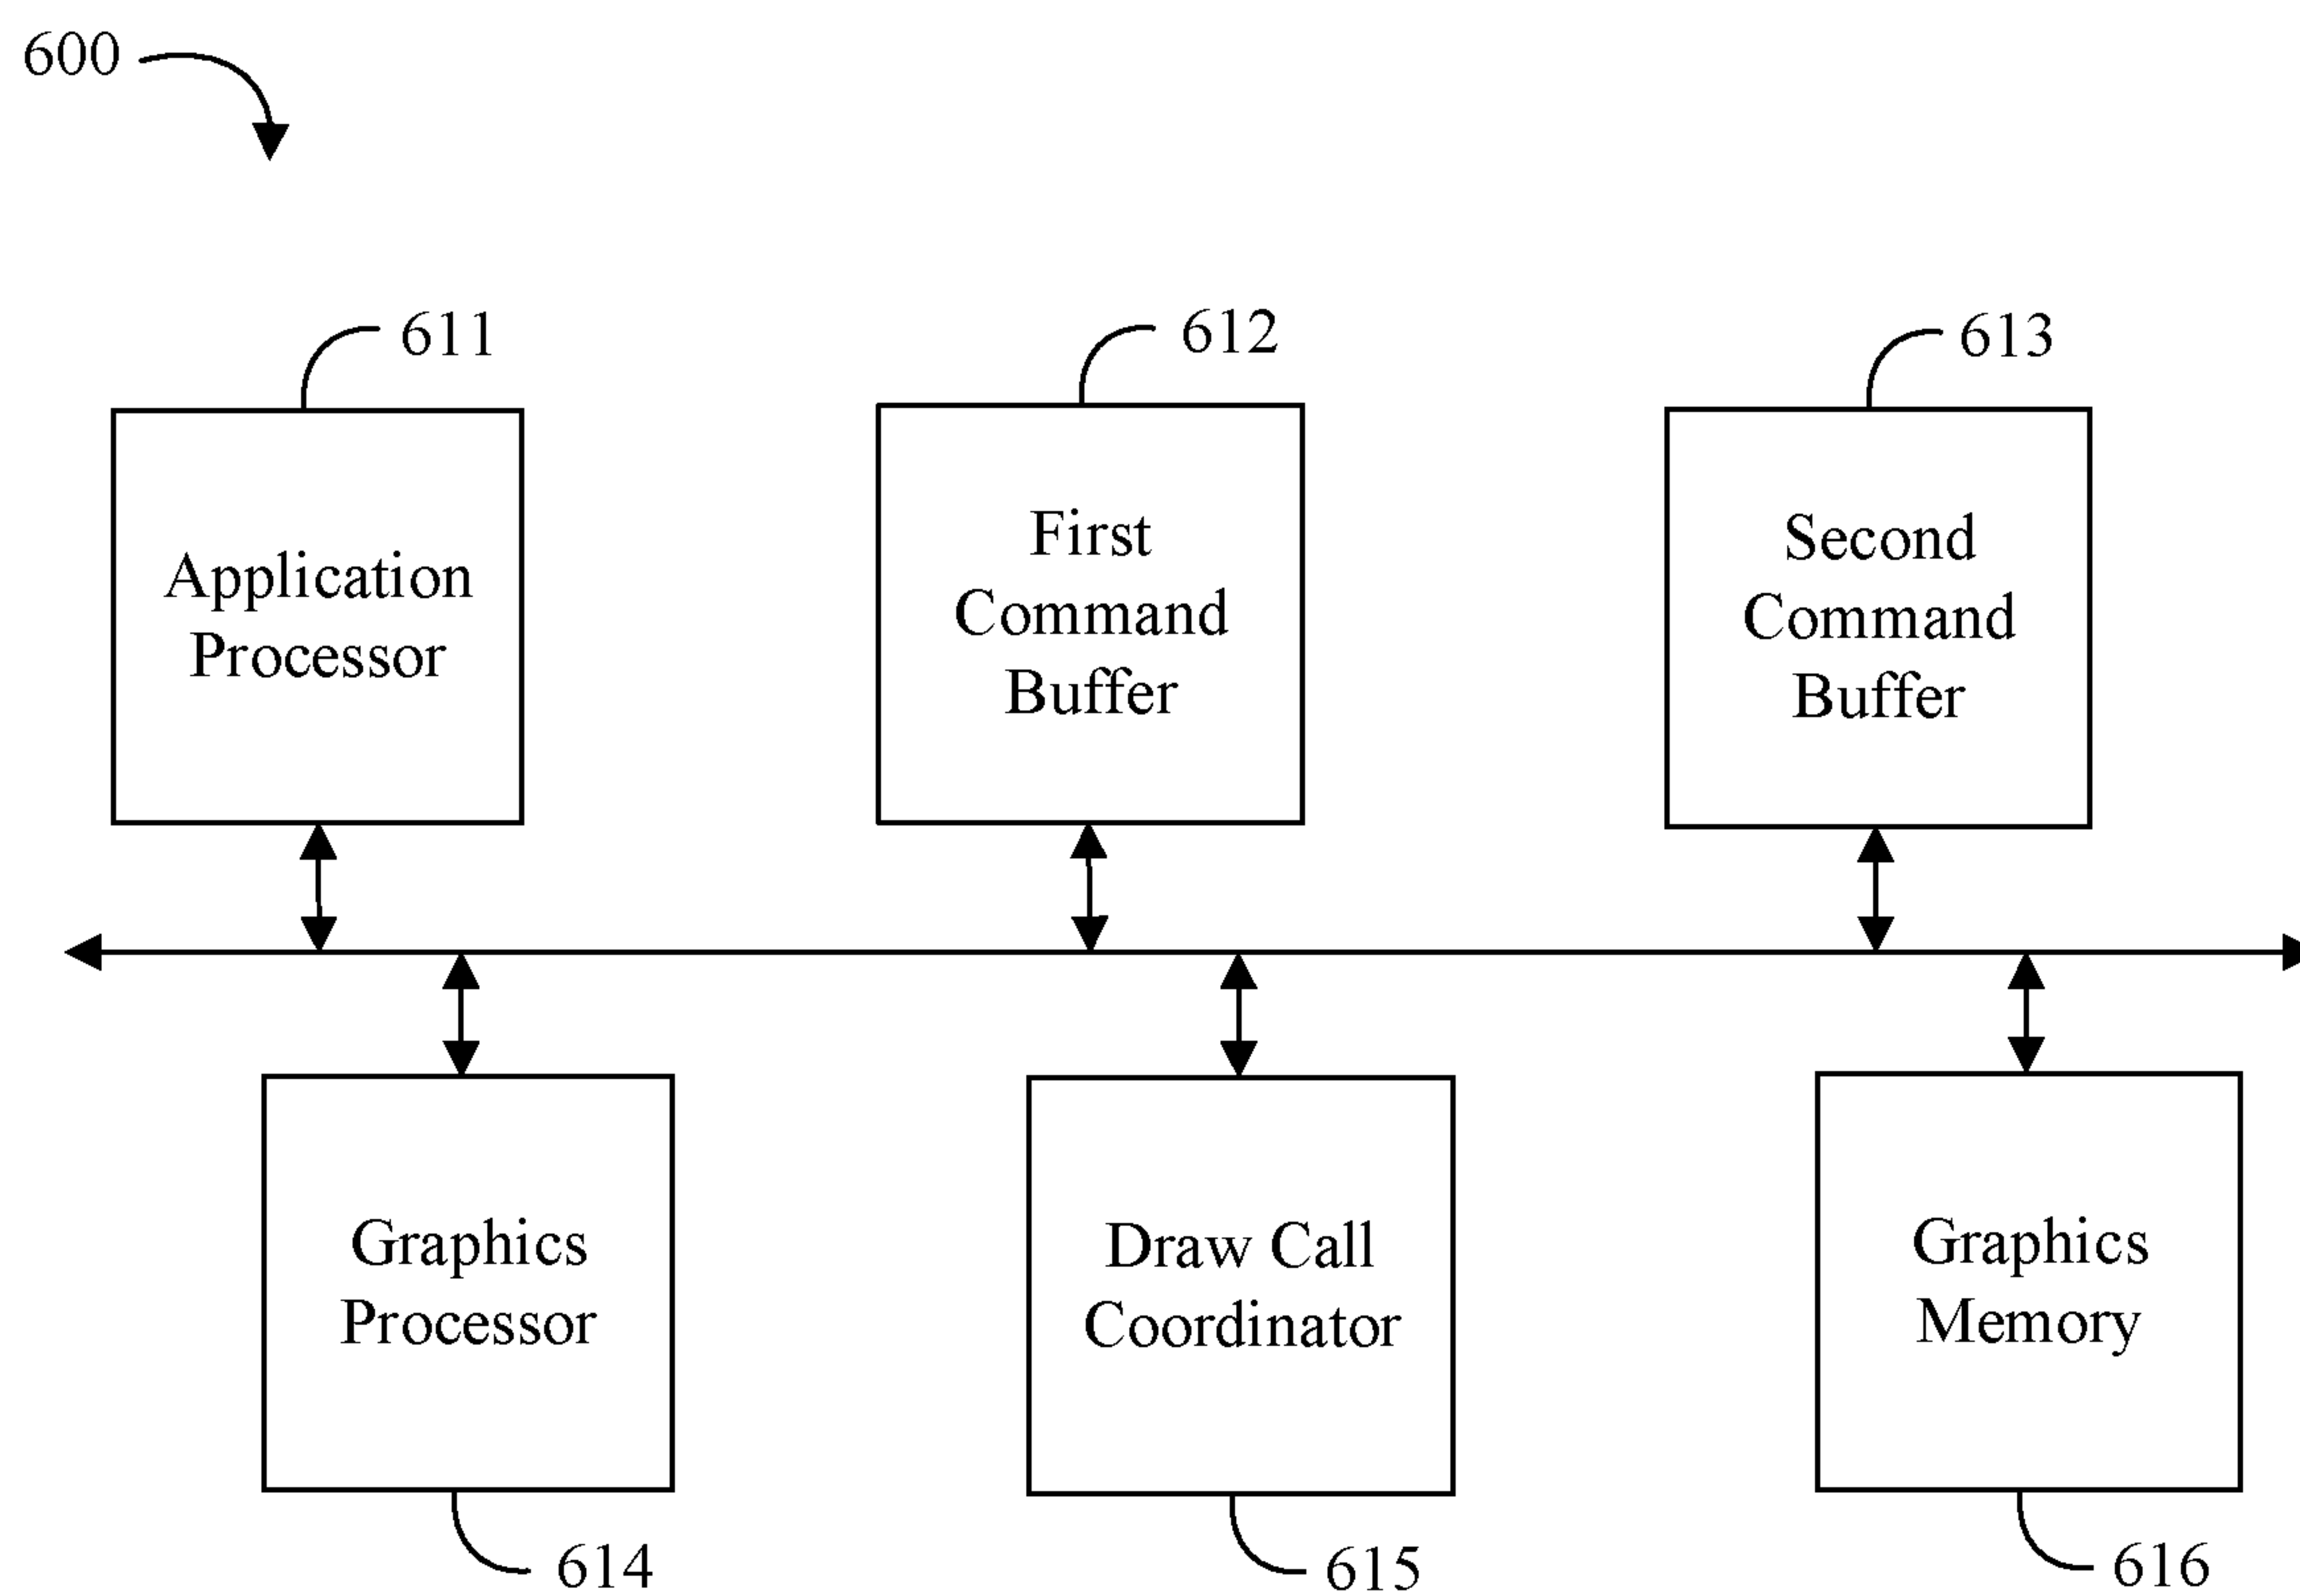 600
611
612
613
Application
Processor
First
Command
Buffer
Second
Command
Buffer
Graphics
Processor
Draw Call
Coordinator
Graphics
Memory
614
615
616